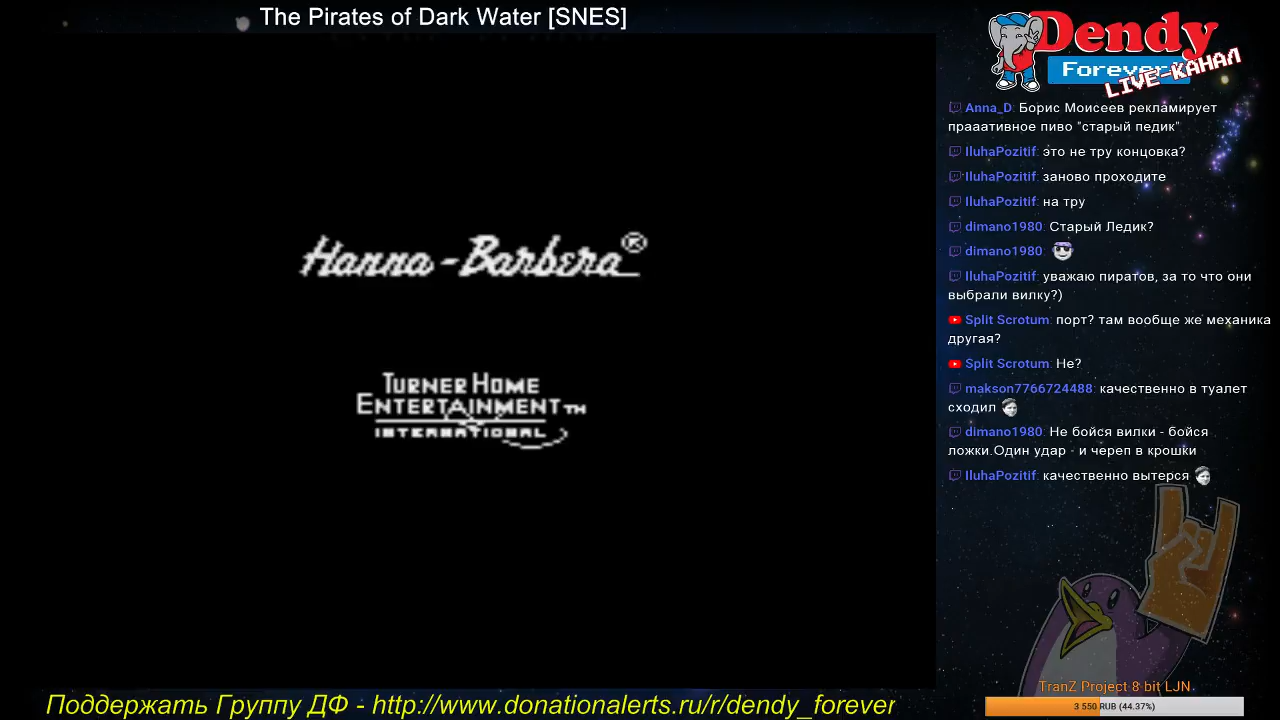 The Pirates of Dark Water [SNES]
Dendy
Forever
LIVE-КАНАЛ
Anna_D: Борис Моисеев рекламирует
прааативное пиво "старый педик"
IluhaPozitif: это не тру концовка?
IluhaPozitif: заново проходите
IluhaPozitif: на тру
dimano1980: Старый Ледик?
dimano1980:
IluhaPozitif: уважаю пиратов, за то что они
выбрали вилку?)
Split Scrotum: порт? там вообще же механика
другая?
Split Scrotum: Не?
makson7766724488: качественно в туалет
сходил
dimano1980: Не бойся вилки - бойся
ложки.Один удар - и череп в крошки
IluhaPozitif: качественно вытерся
Hanna-Barbera®
TURNER HOME
ENTERTAINMENT TM
INTERNATIONAL
TranZ Project 8 bit LJN
3 550 RUB (44.37%)
Поддержать Группу ДФ - http://www.donationalerts.ru/r/dendy_forever